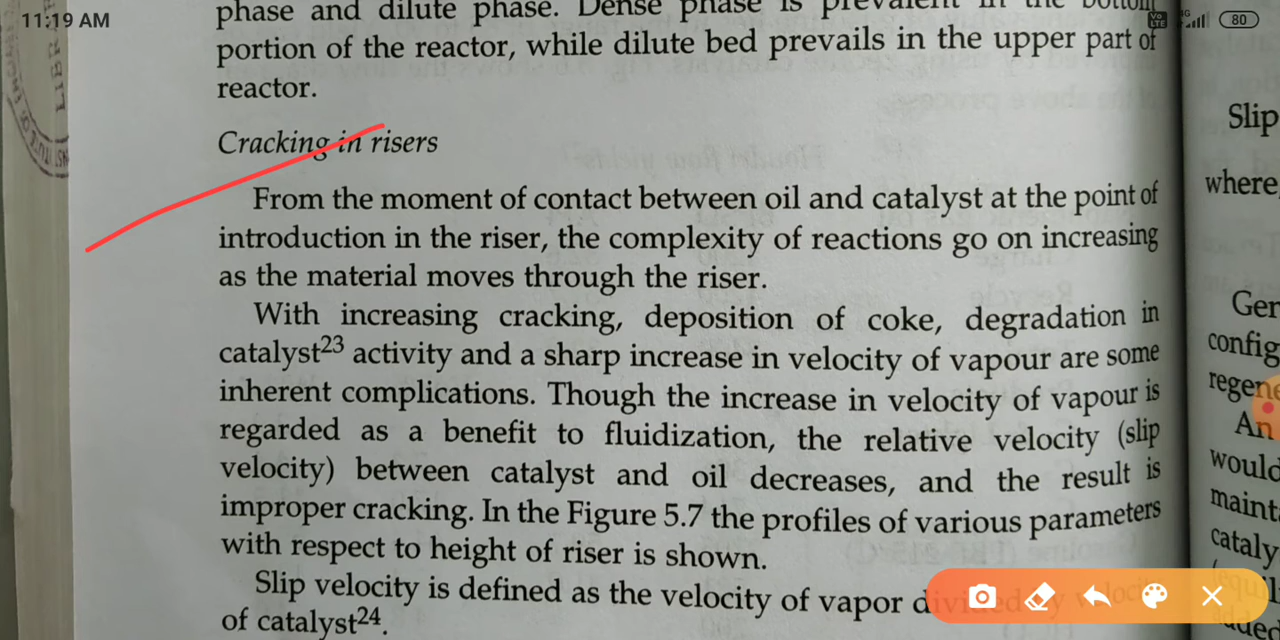 11:19 AM
80
phase and dilute phase. Dense phase is prevalent in the bottom
portion of the reactor, while dilute bed prevails in the upper part of
reactor.
Cracking in risers
From the moment of contact between oil and catalyst at the point of
introduction in the riser, the complexity of reactions go on increasing
as the material moves through the riser.
With increasing cracking, deposition of coke, degradation in
catalyst23 activity and a sharp increase in velocity of vapour are some
inherent complications. Though the increase in velocity of vapour is
regarded as a benefit to fluidization, the relative velocity (slip
velocity) between catalyst and oil decreases, and the result is
improper cracking. In the Figure 5.7 the profiles of various parameters
with respect to height of riser is shown.
Slip velocity is defined as the velocity of vapor divided by velocity
of catalyst24.
Slip
where,
Gen
config
regene
An
would
maint
cataly